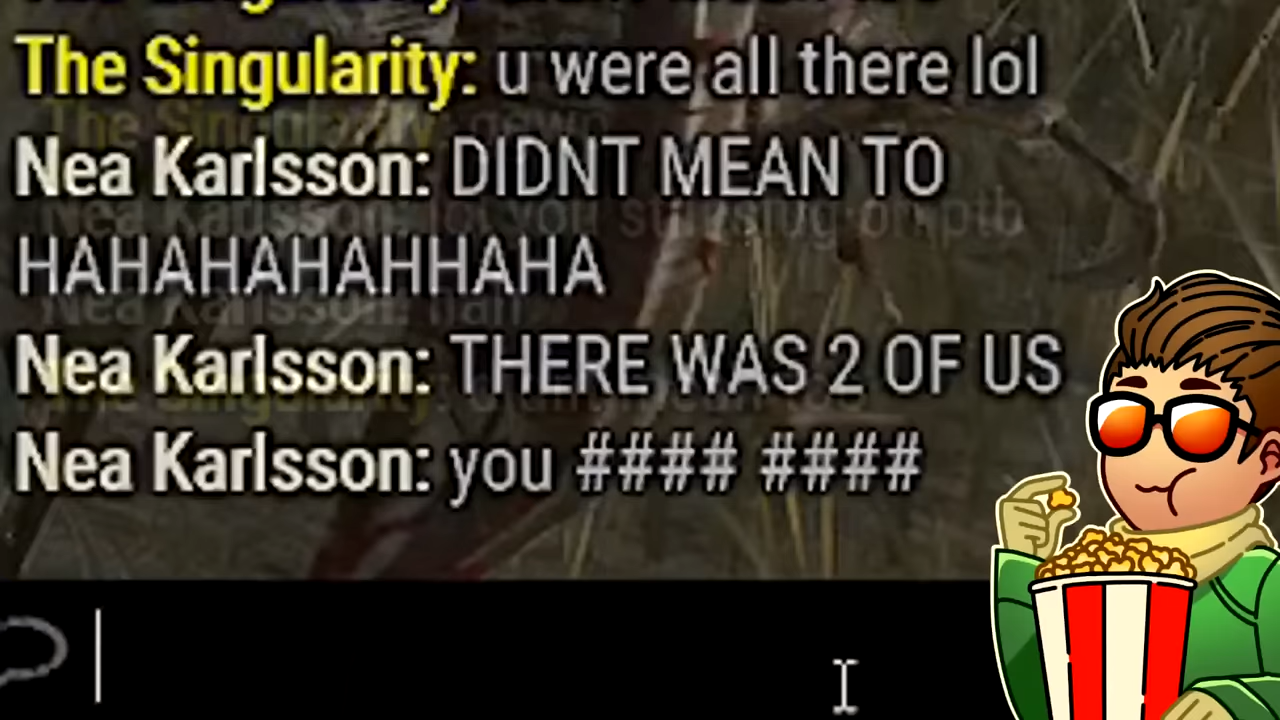 The Singularity: u were all there lol
Nea Karlsson: DIDNT MEAN TO
HAHAHAHAHHAHA
Nea Karlsson: THERE WAS 2 OF US
Nea Karlsson: you #### ####